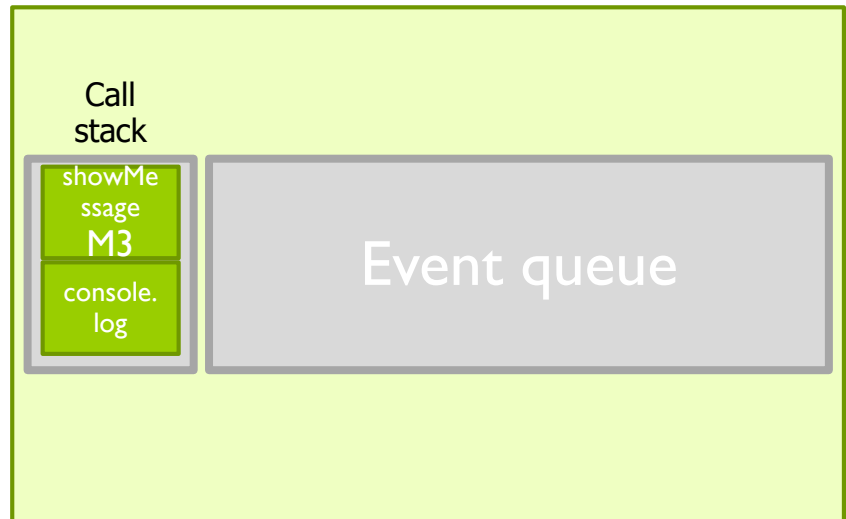 Call
stack
showMe
ssage
M3
console.
log
Event queue